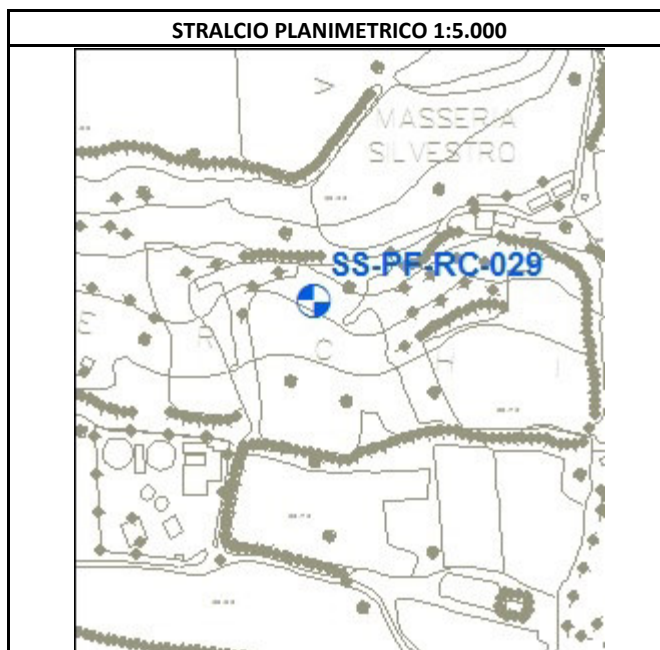 STRALCIO PLANIMETRICO 1:5.000
V
MASSERIA
SILVESTRO
SS-PF-RC-029
E R C H I